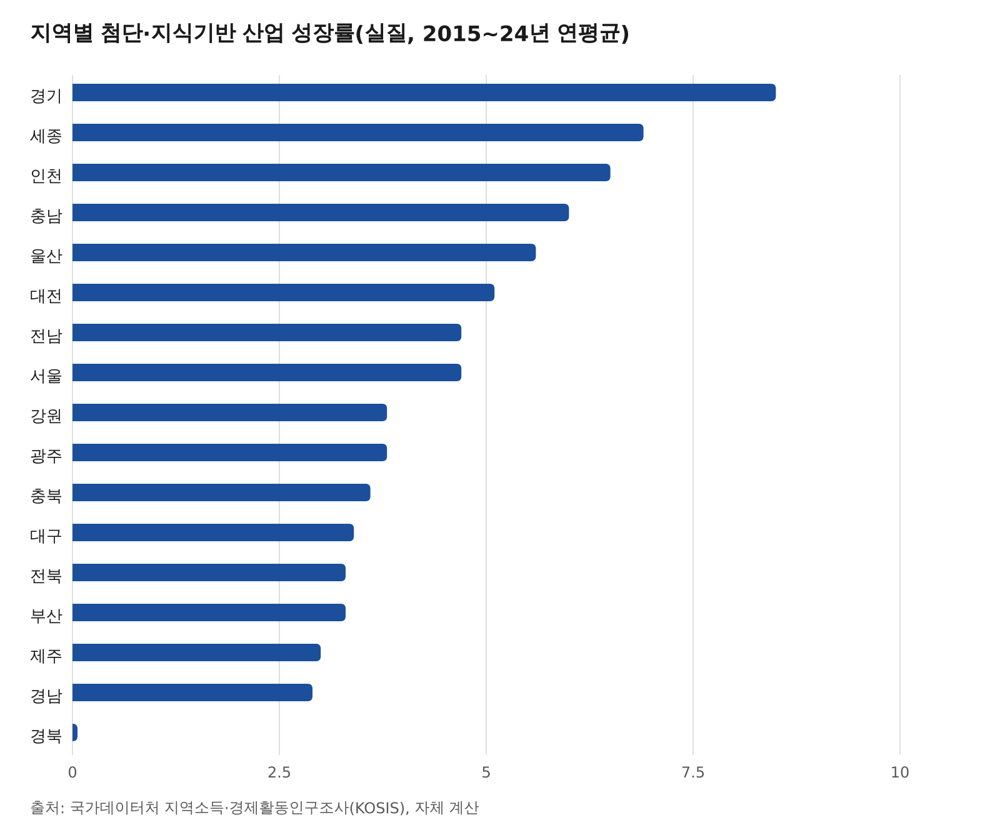 지역별 첨단·지식기반 산업 성장률(실질, 2015~24년 연평균)
경기
세종
인천
충남
울산
대전
전남
서울
강원
광주
충북
대구
전북
부산
제주
경남
경북
0 2.5 5 7.5 10
출처: 국가데이터처 지역소득·경제활동인구조사(KOSIS), 자체 계산